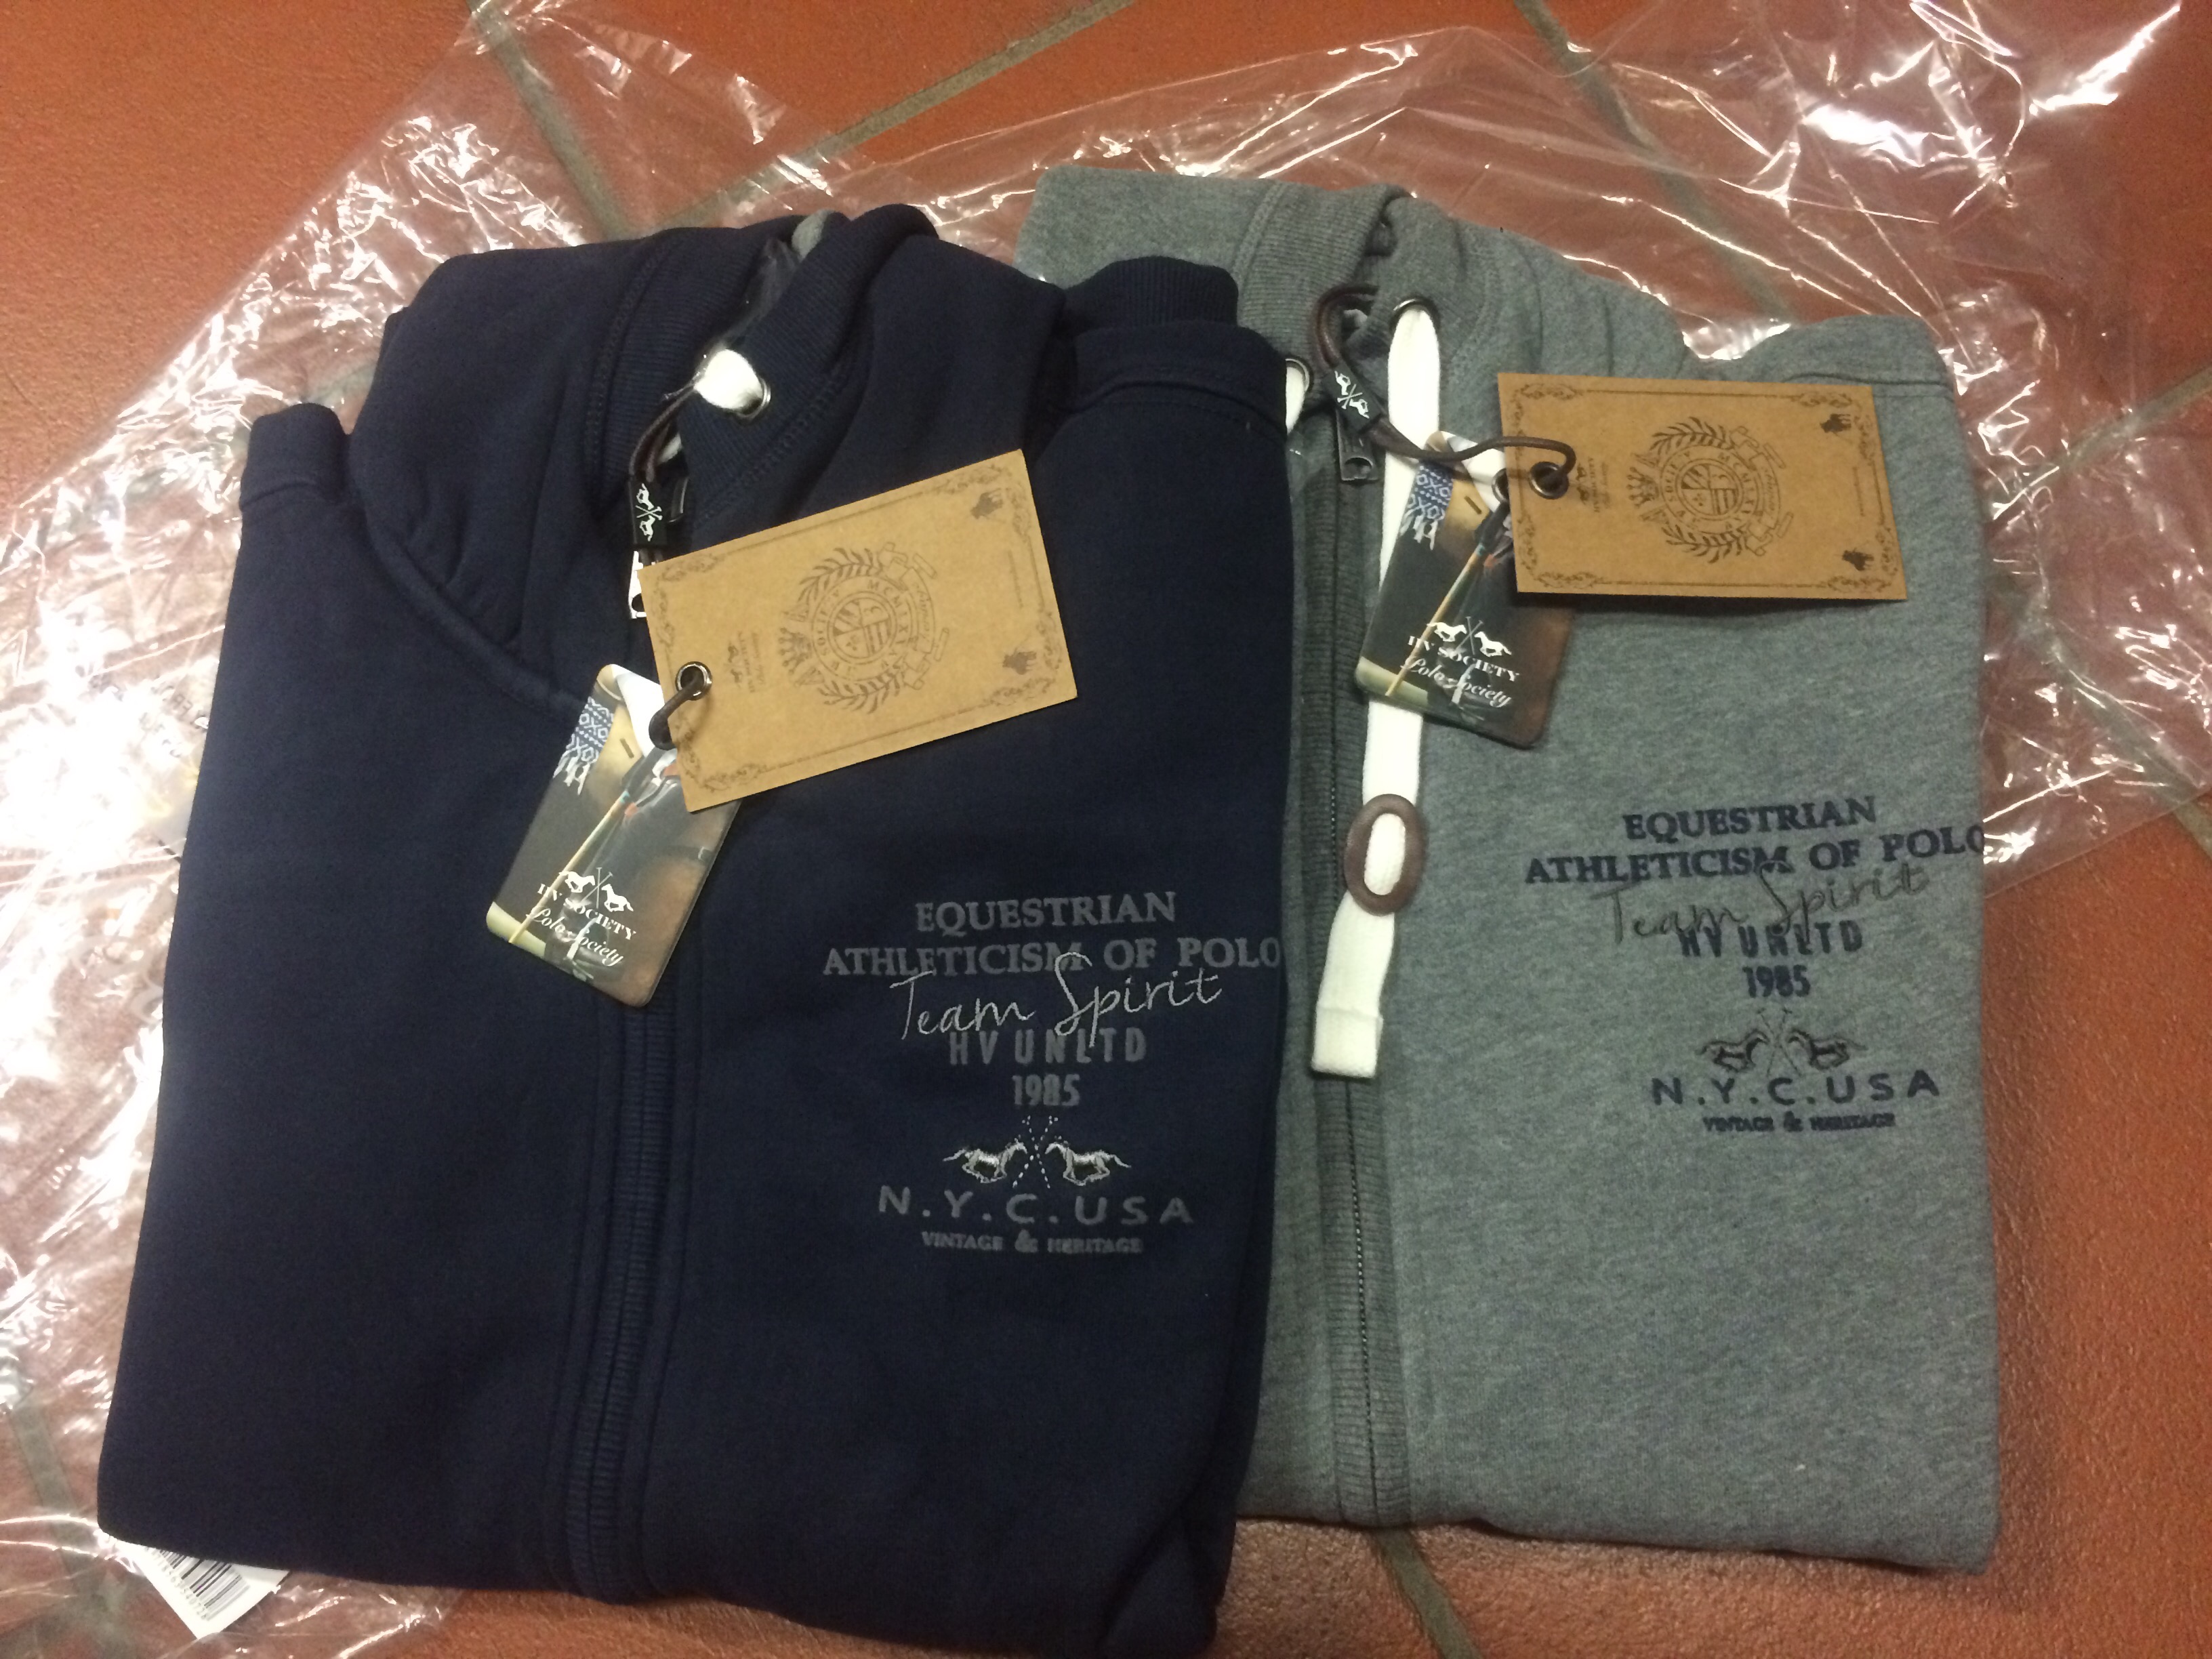 HV SOCIETY
Polo Society
EQUESTRIAN
ATHLETICISM OF POLO
Team Spirit
HV UNLTD
1985
N.Y.C.USA
VINTAGE & HERITAGE
HV SOCIETY
Polo Society
EQUESTRIAN
ATHLETICISM OF POLO
Team Spirit
HV UNLTD
1985
N.Y.C.USA
VINTAGE & HERITAGE